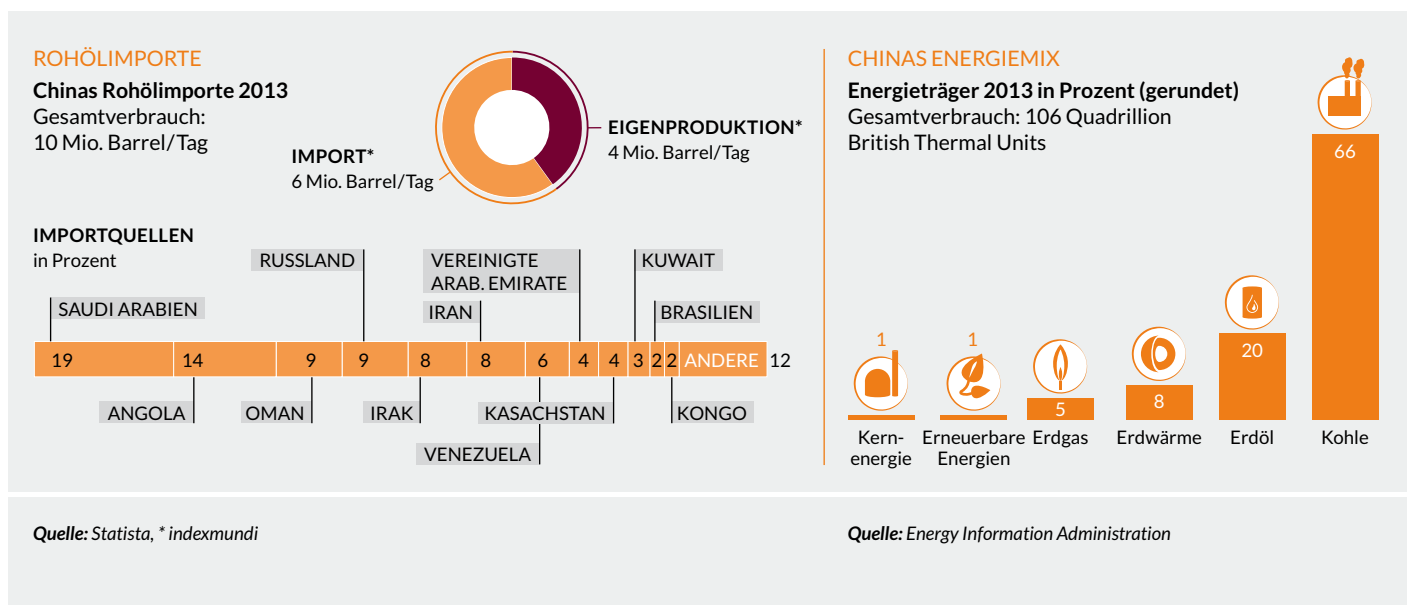 ROHÖLIMPORTE
Chinas Rohölimporte 2013
Gesamtverbrauch:
10 Mio. Barrel/Tag
IMPORT*
6 Mio. Barrel/Tag
EIGENPRODUKTION*
4 Mio. Barrel/Tag
IMPORTQUELLEN
in Prozent
RUSSLAND
VEREINIGTE
ARAB. EMIRATE
KUWAIT
SAUDI ARABIEN
IRAN
BRASILIEN
19 14 9 9 8 8 6 4 4 3 2 2 ANDERE 12
ANGOLA
OMAN
IRAK
KASACHSTAN
KONGO
VENEZUELA
CHINAS ENERGIEMIX
Energieträger 2013 in Prozent (gerundet)
Gesamtverbrauch: 106 Quadrillion
British Thermal Units
1
1
5
8
20
66
Kern-
energie
Erneuerbare
Energien
Erdgas
Erdwärme
Erdöl
Kohle
Quelle: Statista, * indexmundi
Quelle: Energy Information Administration